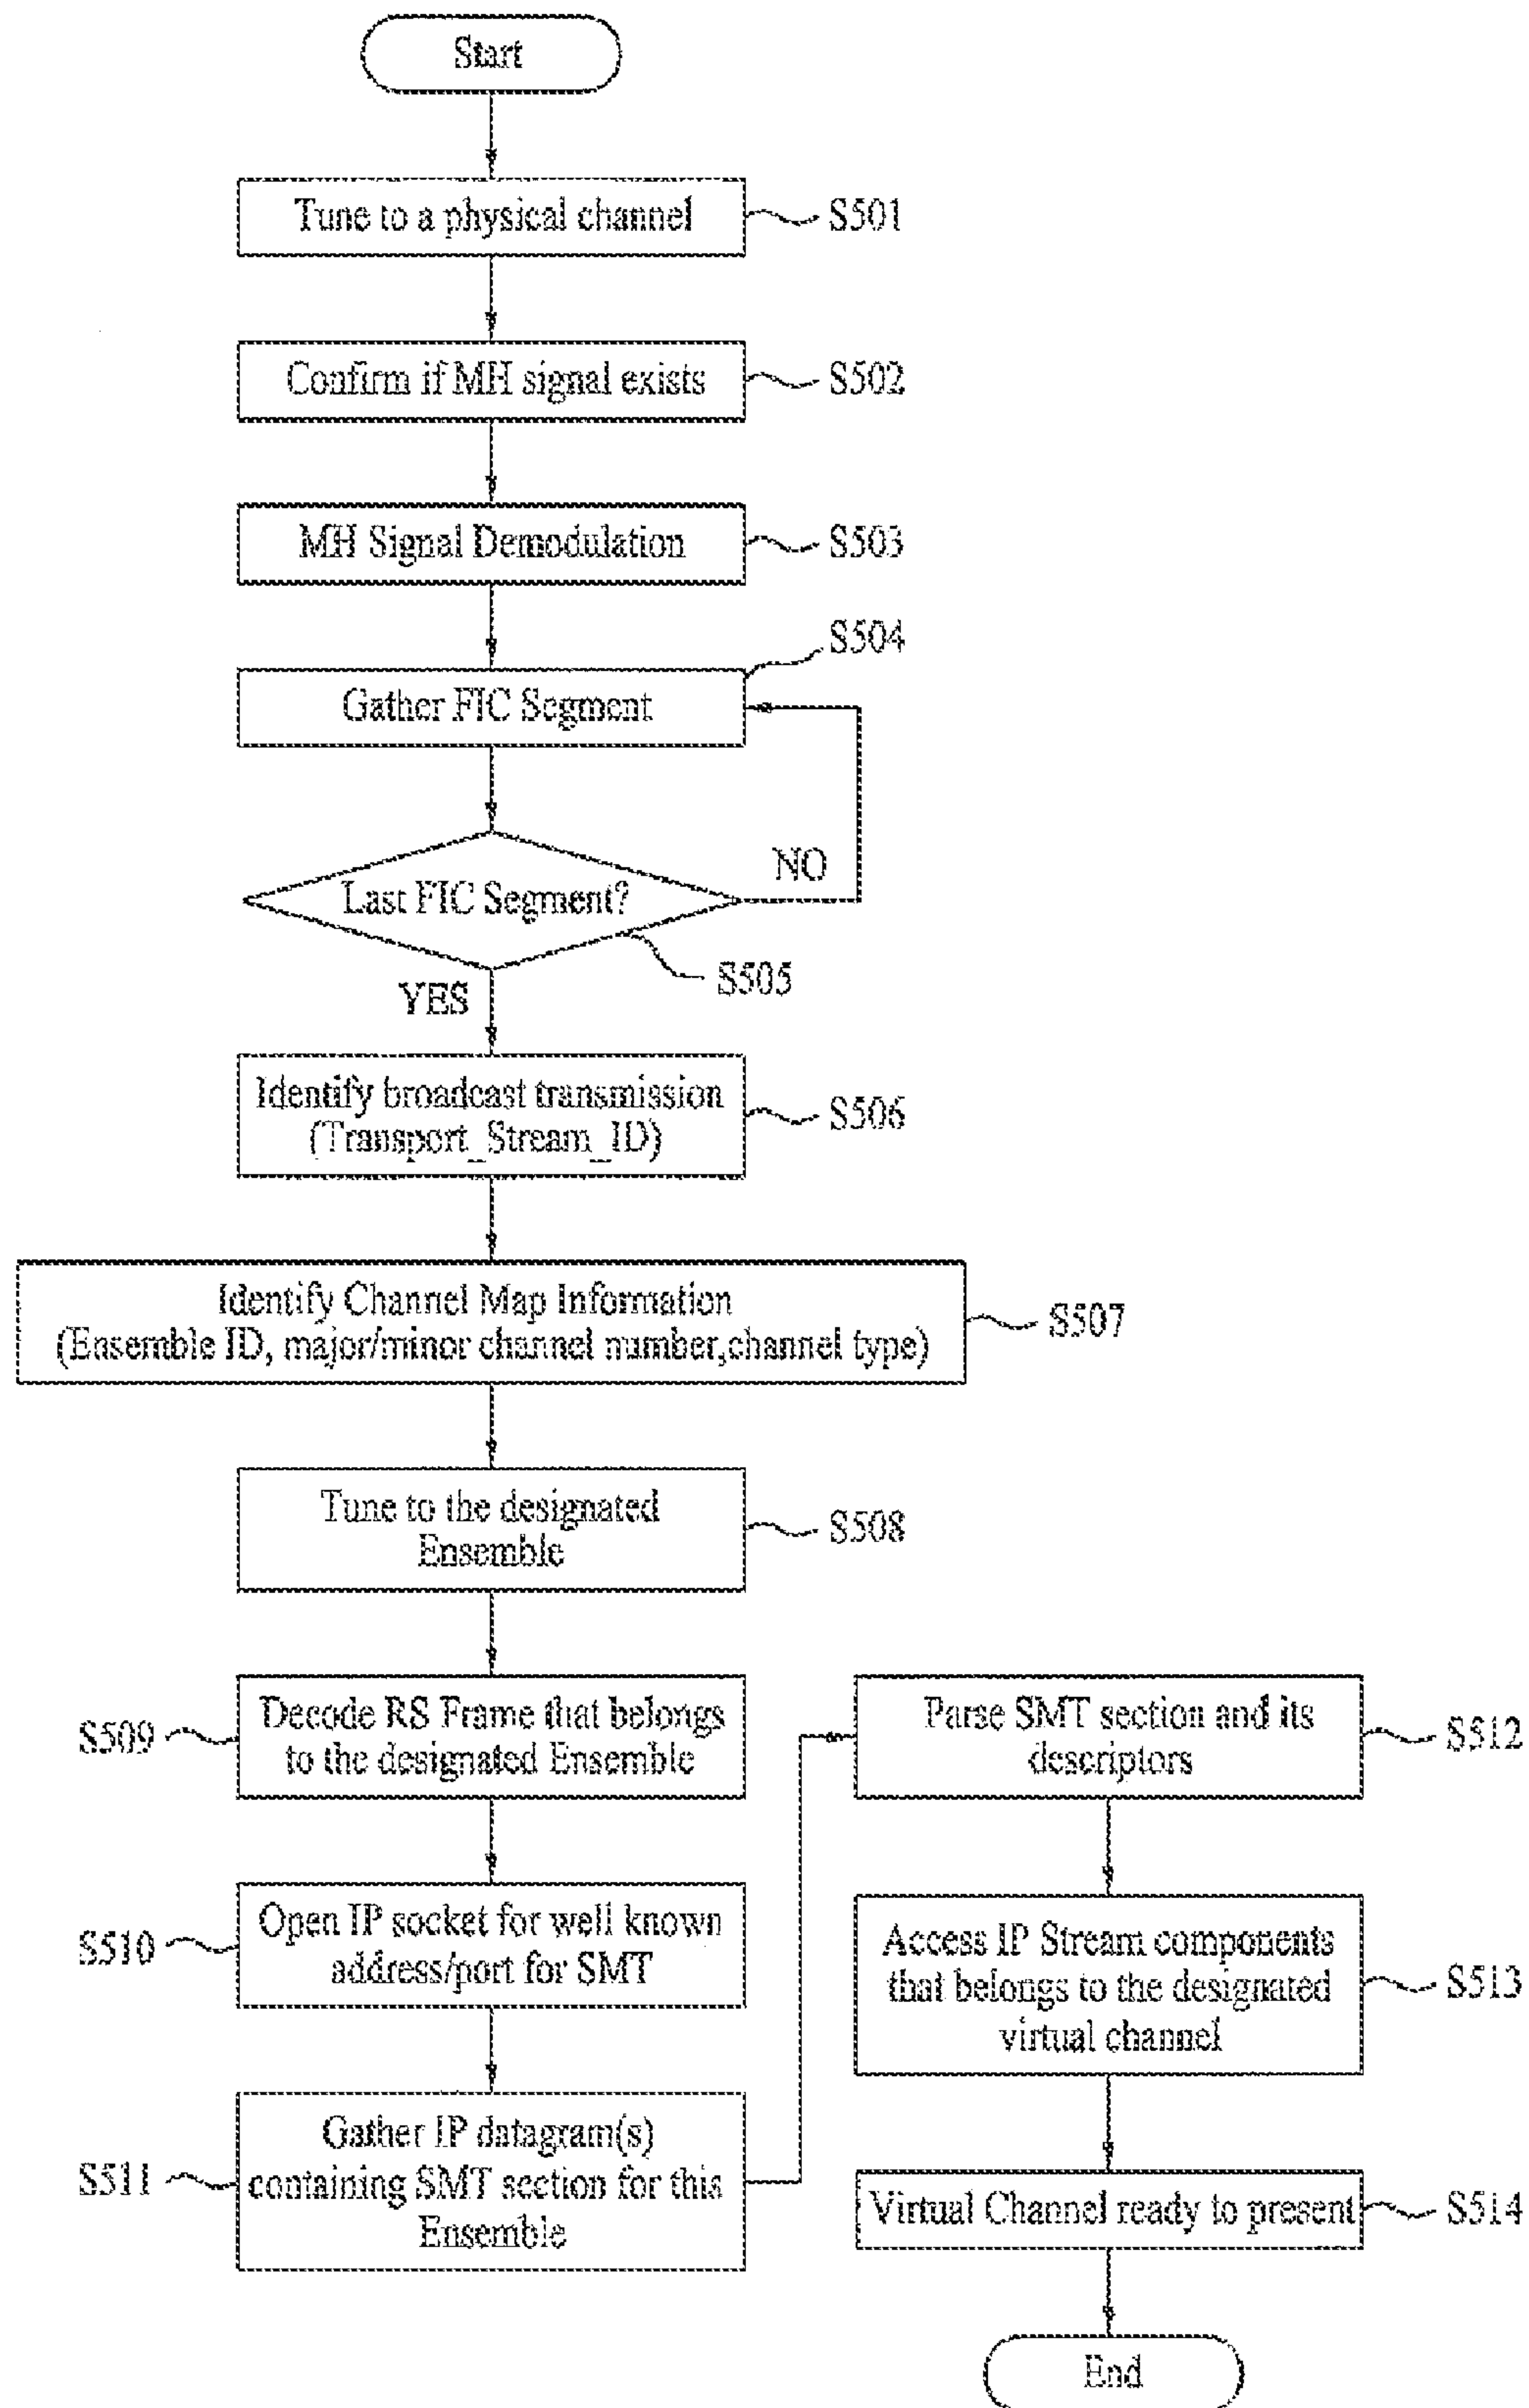 Start
Tune to a physical channel
S501
Confirm if MH signal exists
S502
MH Signal Demodulation
S503
S504
Gather FIC Segment
NO
Last FIC Segment?
S505
YES
Identify broadcast transmission
(Transport_Stream_ID)
S506
Identify Channel Map Information
(Ensemble ID, major/minor channel number,channel type)
S507
Tune to the designated
Ensemble
S508
S509
Decode RS Frame that belongs
to the designated Ensemble
S510
Open IP socket for well known
address/port for SMT
S511
Gather IP datagram(s)
containing SMT section for this
Ensemble
Parse SMT section and its
descriptors
S512
Access IP Stream components
that belongs to the designated
virtual channel
S513
Virtual Channel ready to present
S514
End